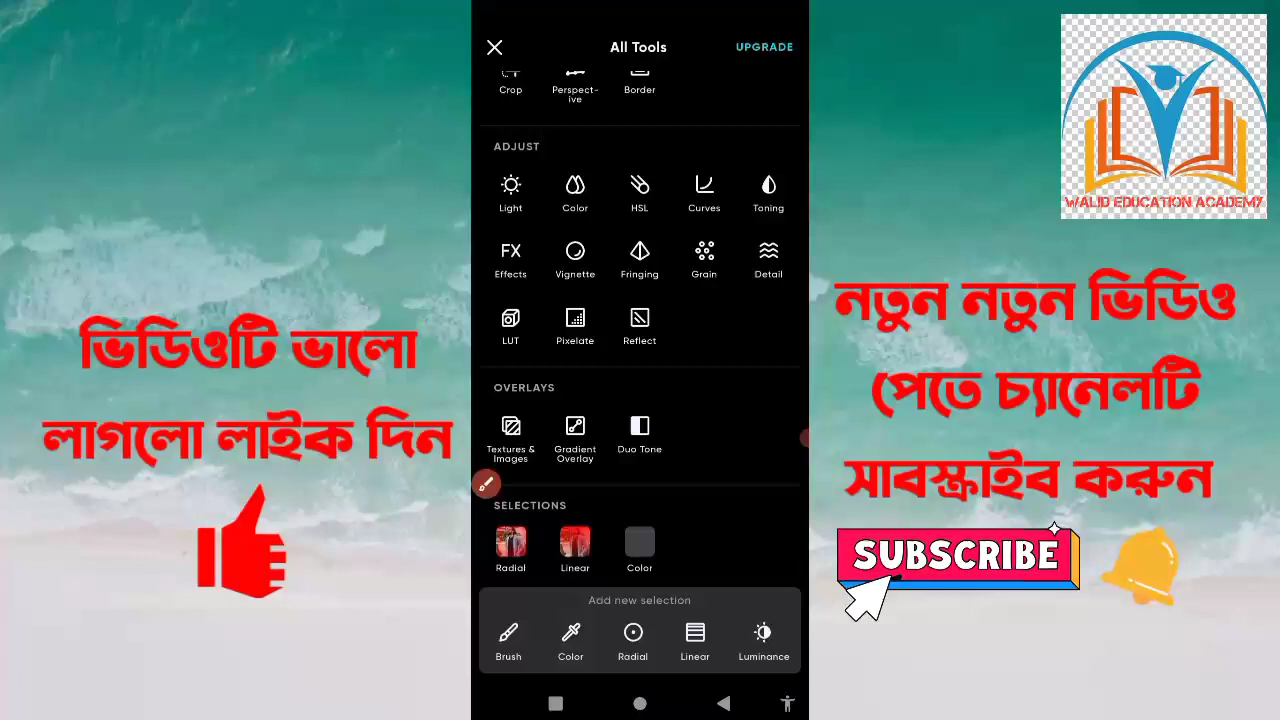 All Tools
UPGRADE
Crop
Perspect-
ive
Border
ADJUST
Light
Color
HSL
Curves
Toning
FX
Effects
Vignette
Fringing
Grain
Detail
LUT
Pixelate
Reflect
OVERLAYS
Textures &
Images
Gradient
Overlay
Duo Tone
SELECTIONS
Radial
Linear
Color
Add new selection
Brush
Color
Radial
Linear
Luminance
ভিডিওটি ভালো
লাগলো লাইক দিন
WALID EDUCATION ACADEMY
নতুন নতুন ভিডিও
পেতে চ্যানেলটি
সাবস্ক্রাইব করুন
SUBSCRIBE